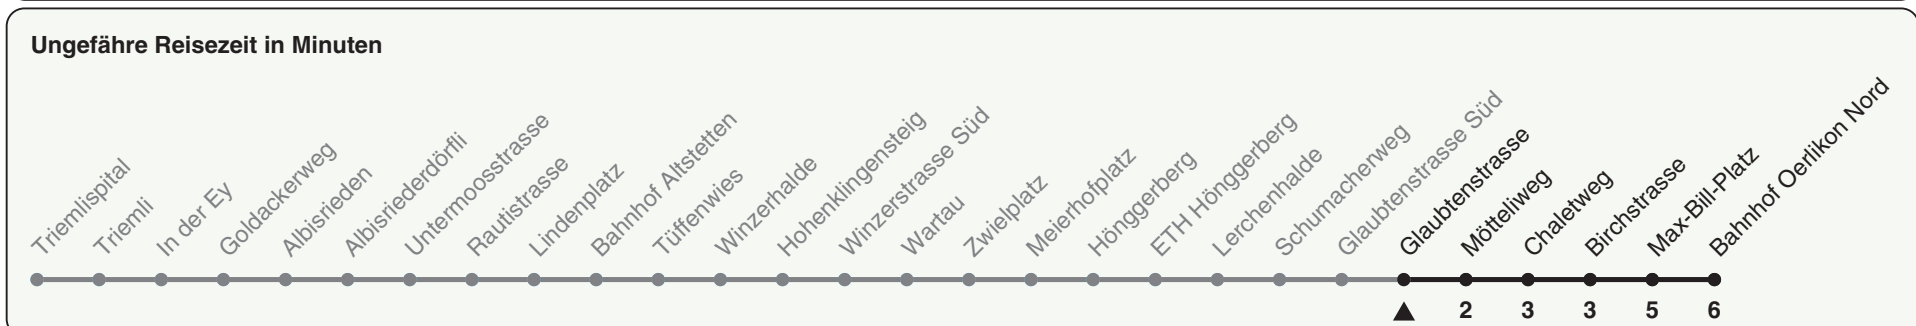 Ungefähre Reisezeit in Minuten
Triemlispital
Triemli
In der Ey
Goldackerweg
Albisrieden
Albisriederdörfli
Untermoosstrasse
Rautistrasse
Lindenplatz
Bahnhof Altstetten
Tüffenwies
Winzerhalde
Hohenklingensteig
Winzerstrasse Süd
Wartau
Zwielplatz
Meierhofplatz
Hönggerberg
ETH Hönggerberg
Lerchenhalde
Schumacherweg
Glaubtenstrasse Süd
Glaubtenstrasse
Mötteliweg
Chaletweg
Birchstrasse
Max-Bill-Platz
Bahnhof Oerlikon Nord
2 3 3 5 6